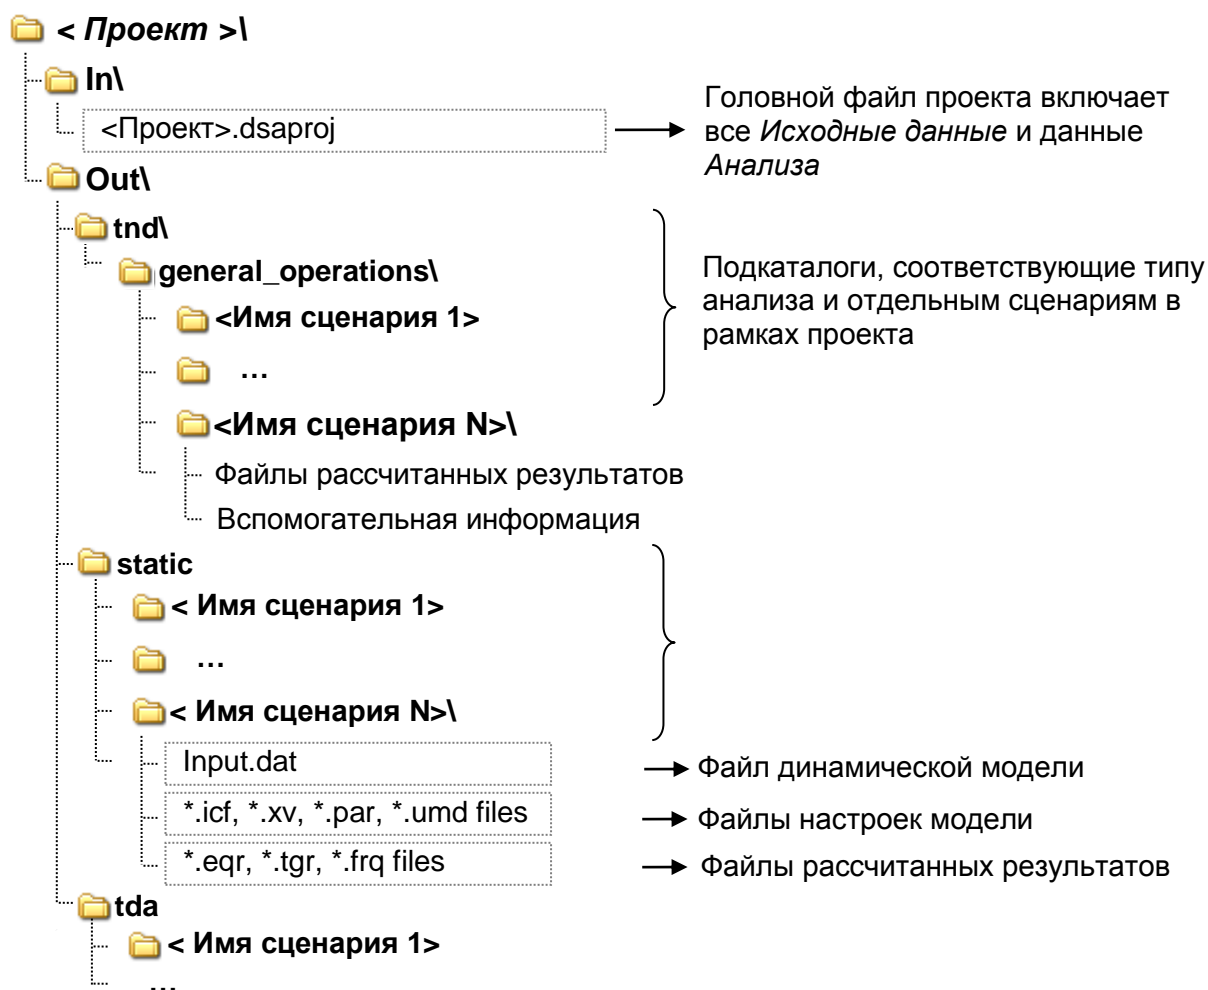 < Проект >\
In\
<Проект>.dsaproj
Головной файл проекта включает
все Исходные данные и данные
Анализа
Out\
tnd\
general_operations\
<Имя сценария 1>
...
<Имя сценария N>\
Файлы рассчитанных результатов
Вспомогательная информация
Подкаталоги, соответствующие типу
анализа и отдельным сценариям в
рамках проекта
static
< Имя сценария 1>
...
< Имя сценария N>\
Input.dat
Файл динамической модели
*.icf, *.xv, *.par, *.umd files
Файлы настроек модели
*.eqr, *.tgr, *.frq files
Файлы рассчитанных результатов
tda
< Имя сценария 1>
...